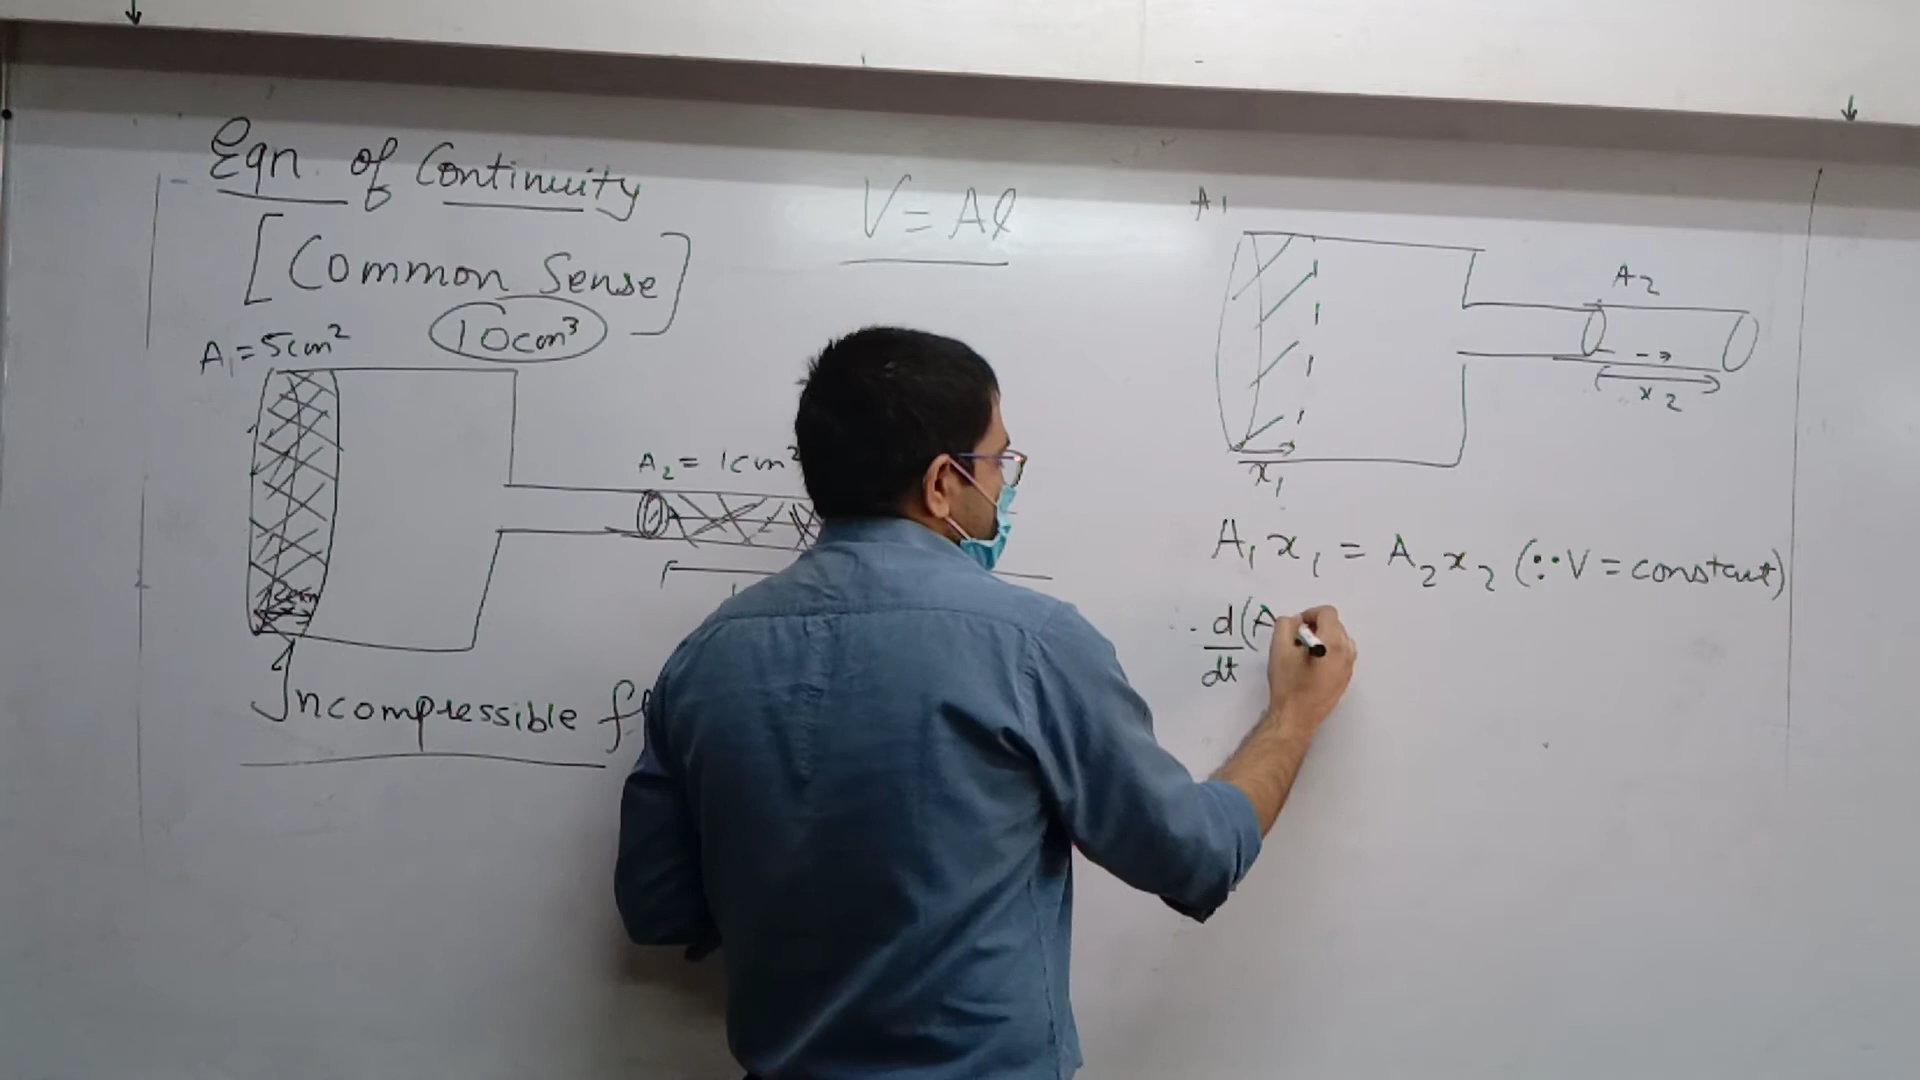 Eqn. of Continuity
[Common Sense]
10cm³
A₁ = 5cm²
A₂ = 1cm²
Incompressible
V = Al
A₁
A₂
x₂
x₁
A₁x₁ = A₂x₂ (∵V = constant)
d/dt (A